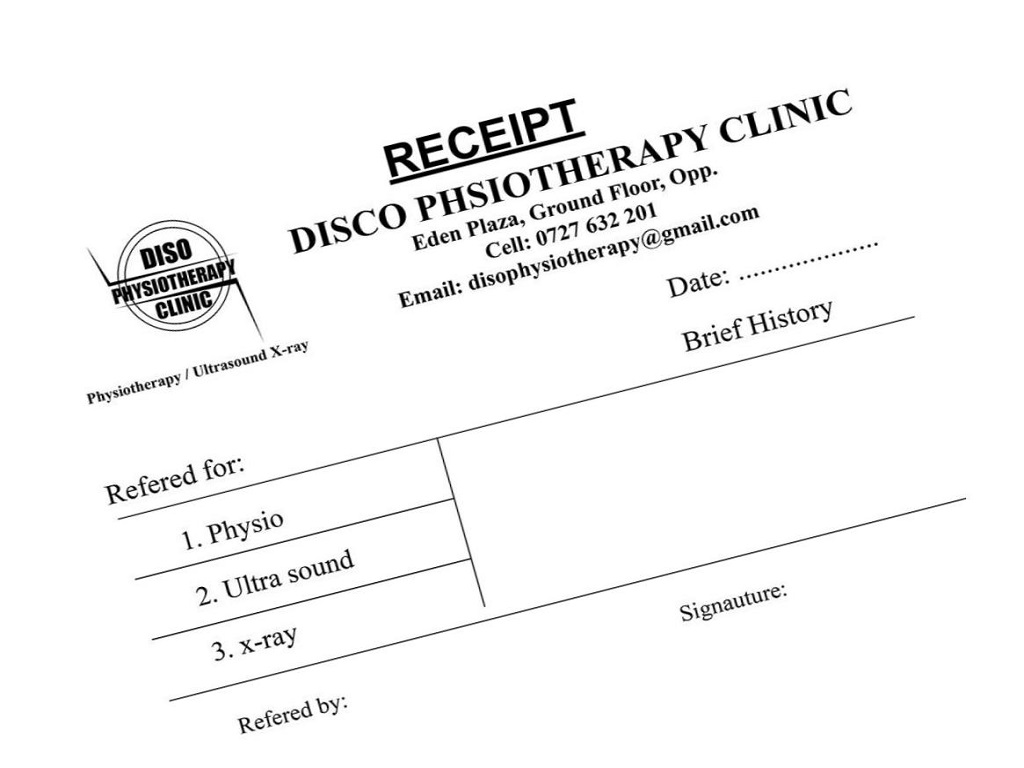 RECEIPT
DISCO PHSIOTHERAPY CLINIC
Eden Plaza, Ground Floor, Opp.
Cell: 0727 632 201
Email: disophysiotherapy@gmail.com
DISO
PHYSIOTHERAPY
CLINIC
Physiotherapy / Ultrasound X-ray
Date: ....................
Brief History
Refered for:
1. Physio
2. Ultra sound
3. x-ray
Refered by:
Signauture: